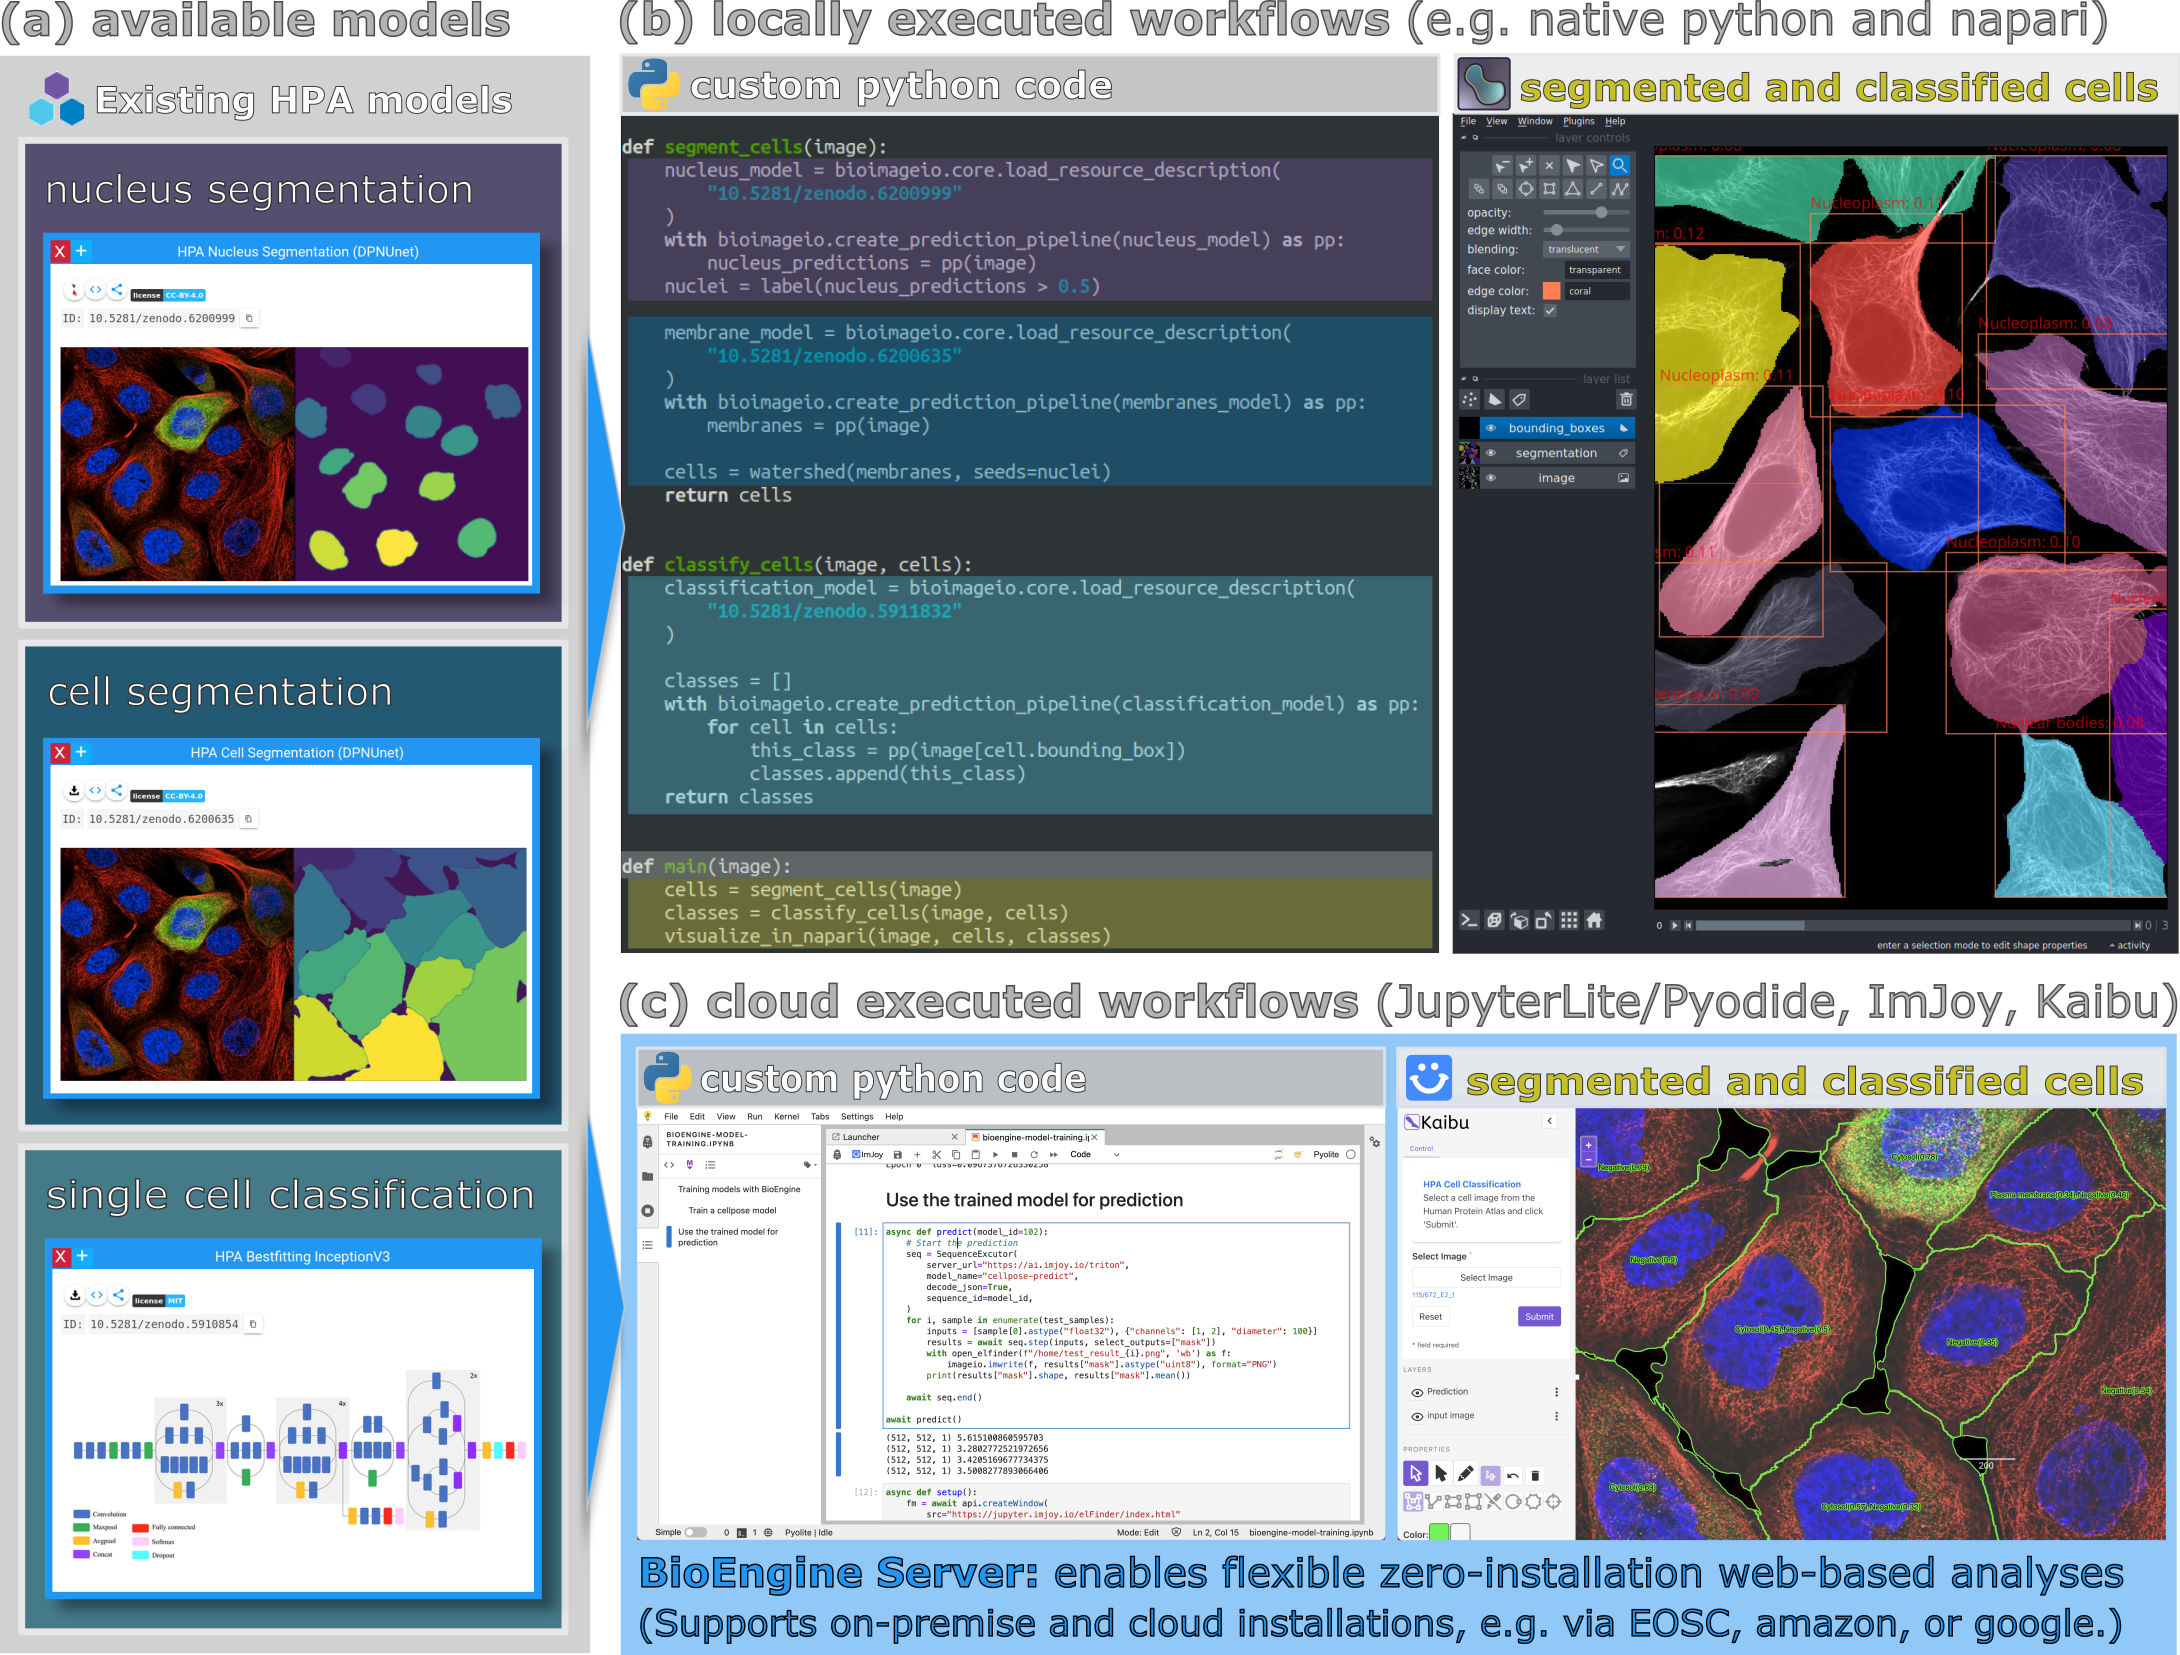 (a) available models
Existing HPA models
nucleus segmentation
X +
HPA Nucleus Segmentation (DPNUnet)
license CC-BY-4.0
ID: 10.5281/zenodo.6200999
cell segmentation
X +
HPA Cell Segmentation (DPNUnet)
license CC-BY-4.0
ID: 10.5281/zenodo.6200635
single cell classification
X +
HPA Bestfitting InceptionV3
license MIT
ID: 10.5281/zenodo.5910854
3x
4x
2x
Convolution
Maxpool
Avgpool
Concat
Fully connected
Softmax
Dropout
(b) locally executed workflows (e.g. native python and napari)
custom python code
def segment_cells(image):
nucleus_model = bioimageio.core.load_resource_description(
"10.5281/zenodo.6200999"
)
with bioimageio.create_prediction_pipeline(nucleus_model) as pp:
nucleus_predictions = pp(image)
nuclei = label(nucleus_predictions > 0.5)
membrane_model = bioimageio.core.load_resource_description(
"10.5281/zenodo.6200635"
)
with bioimageio.create_prediction_pipeline(membranes_model) as pp:
membranes = pp(image)
cells = watershed(membranes, seeds=nuclei)
return cells
def classify_cells(image, cells):
classification_model = bioimageio.core.load_resource_description(
"10.5281/zenodo.5911832"
)
classes = []
with bioimageio.create_prediction_pipeline(classification_model) as pp:
for cell in cells:
this_class = pp(image[cell.bounding_box])
classes.append(this_class)
return classes
def main(image):
cells = segment_cells(image)
classes = classify_cells(image, cells)
visualize_in_napari(image, cells, classes)
segmented and classified cells
File View Window Plugins Help
layer controls
opacity:
edge width:
blending: translucent
face color: transparent
edge color: coral
display text:
layer list
bounding_boxes
segmentation
image
Nucleoplasm: 0.11
m: 0.12
Nucleoplasm: 0.03
Nucleoplasm: 0.11
Nucleoplasm: 0.10
sm: 0.11
Nucleoplasm: 0.10
eoplasm: 0.09
Nuclear bodies: 0.08
0
0 | 3
enter a selection mode to edit shape properties
activity
(c) cloud executed workflows (JupyterLite/Pyodide, ImJoy, Kaibu)
custom python code
File Edit View Run Kernel Tabs Settings Help
BIOENGINE-MODEL-
TRAINING.IPYNB
Training models with BioEngine
Train a cellpose model
Use the trained model for
prediction
Launcher
bioengine-model-training.ip
ImJoy
Code
Pyolite
Use the trained model for prediction
[11]: async def predict(model_id=102):
# Start the prediction
seq = SequenceExcutor(
server_url="https://ai.imjoy.io/triton",
model_name="cellpose-predict",
decode_json=True,
sequence_id=model_id,
)
for i, sample in enumerate(test_samples):
inputs = [sample[0].astype("float32"), {"channels": [1, 2], "diameter": 100}]
results = await seq.step(inputs, select_outputs=["mask"])
with open_elfinder(f"/home/test_result_{i}.png", 'wb') as f:
imageio.imwrite(f, results["mask"].astype("uint8"), format="PNG")
print(results["mask"].shape, results["mask"].mean())
await seq.end()
await predict()
(512, 512, 1) 5.615100860595703
(512, 512, 1) 3.2802772521972656
(512, 512, 1) 3.4205169677734375
(512, 512, 1) 3.5008277893066406
[12]: async def setup():
fm = await api.createWindow(
src="https://jupyter.imjoy.io/elFinder/index.html"
Simple 0 1 Pyolite | Idle
Mode: Edit Ln 2, Col 15 bioengine-model-training.ipynb
segmented and classified cells
Kaibu
Control
HPA Cell Classification
Select a cell image from the
Human Protein Atlas and click
'Submit'.
Select Image *
Select Image
115/672_E2_1
Reset
Submit
* field required
LAYERS
Prediction
input image
PROPERTIES
Color:
+
-
Negative(0.79)
Cytosol(0.78)
Plasma membrane(0.34),Negative(0.46)
Negative(0.9)
Cytosol(0.45),Negative(0.5)
Negative(0.95)
Negative(0.54)
200
Cytosol(0.57),Negative(0.32)
BioEngine Server: enables flexible zero-installation web-based analyses
(Supports on-premise and cloud installations, e.g. via EOSC, amazon, or google.)